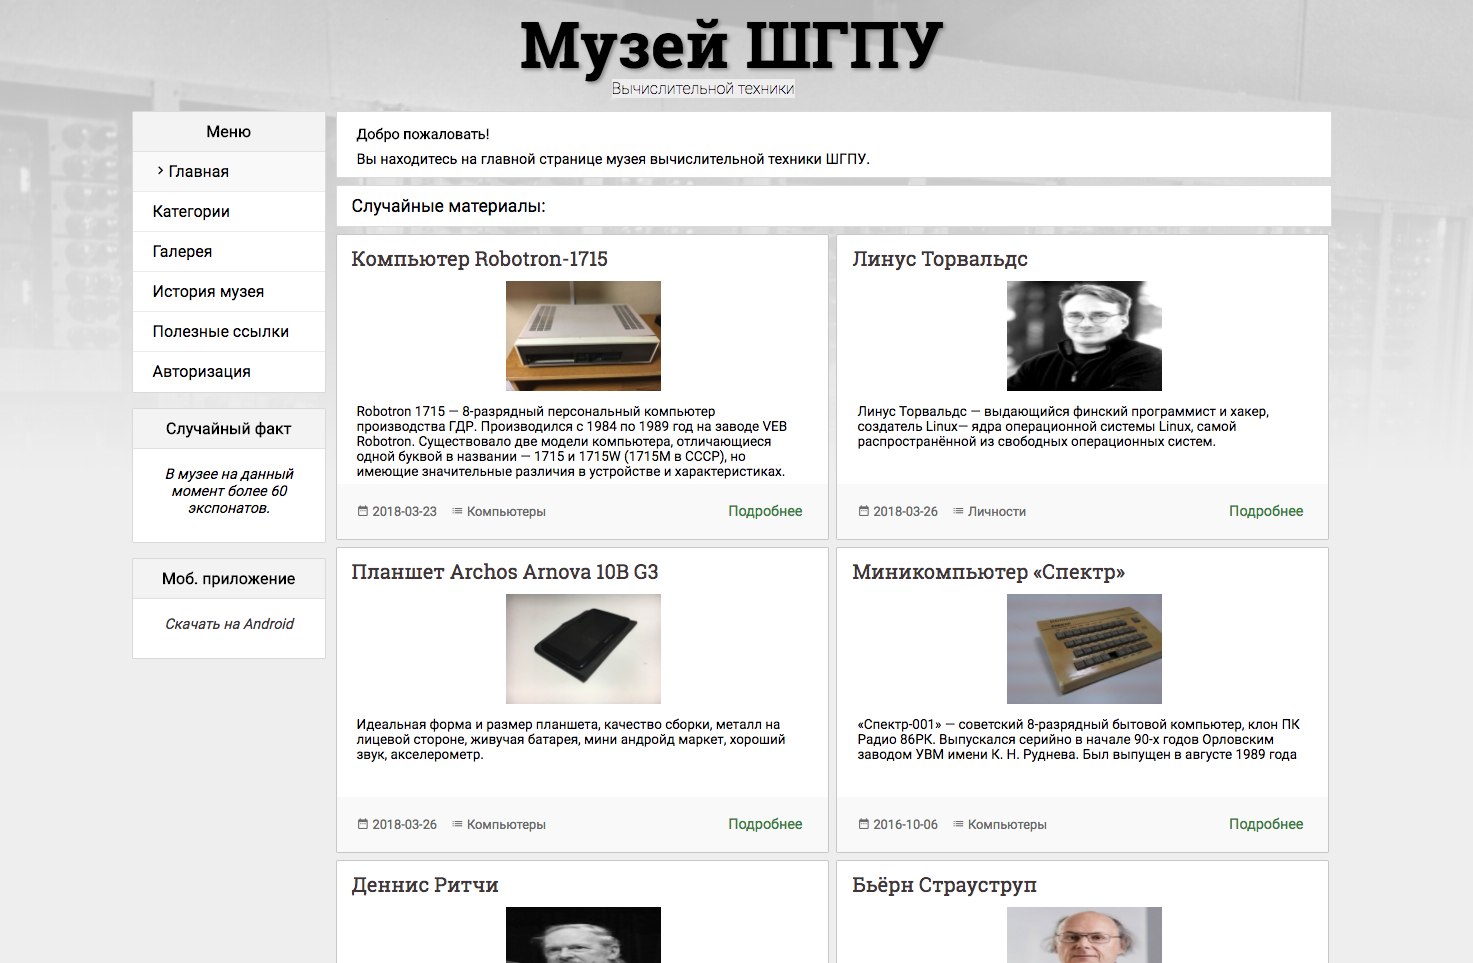 Музей ШГПУ
Вычислительной техники
Меню
Главная
Категории
Галерея
История музея
Полезные ссылки
Авторизация
Случайный факт
В музее на данный
момент более 60
экспонатов.
Моб. приложение
Скачать на Android
Добро пожаловать!
Вы находитесь на главной странице музея вычислительной техники ШГПУ.
Случайные материалы:
Компьютер Robotron-1715
Robotron 1715 — 8-разрядный персональный компьютер
производства ГДР. Производился с 1984 по 1989 год на заводе VEB
Robotron. Существовало две модели компьютера, отличающиеся
одной буквой в названии — 1715 и 1715W (1715M в СССР), но
имеющие значительные различия в устройстве и характеристиках.
2018-03-23 Компьютеры Подробнее
Линус Торвальдс
Линус Торвальдс — выдающийся финский программист и хакер,
создатель Linux— ядра операционной системы Linux, самой
распространённой из свободных операционных систем.
2018-03-26 Личности Подробнее
Планшет Archos Arnova 10B G3
Идеальная форма и размер планшета, качество сборки, металл на
лицевой стороне, живучая батарея, мини андройд маркет, хороший
звук, акселерометр.
2018-03-26 Компьютеры Подробнее
Миникомпьютер «Спектр»
«Спектр-001» — советский 8-разрядный бытовой компьютер, клон ПК
Радио 86РК. Выпускался серийно в начале 90-х годов Орловским
заводом УВМ имени К. Н. Руднева. Был выпущен в августе 1989 года
2016-10-06 Компьютеры Подробнее
Деннис Ритчи
Бьёрн Страуструп